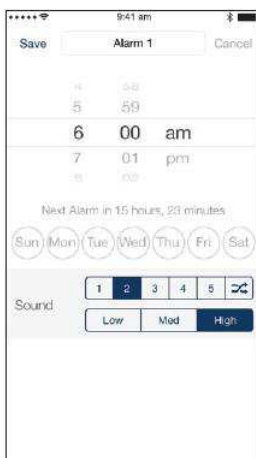 9:41 am
Save Alarm 1 Cancel
5 59
6 00 am
7 01 pm
Next Alarm in 15 hours, 23 minutes
Sun Mon Tue Wed Thu Fri Sat
1 2 3 4 5
Sound
Low Med High